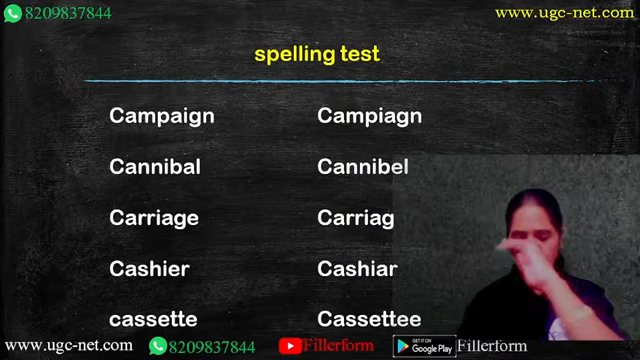 8209837844 www.ugc-net.com
spelling test
Campaign Campiagn
Cannibal Cannibel
Carriage Carriag
Cashier Cashiar
cassette Cassettee
www.ugc-net.com 8209837844 Fillerform GET IT ON Google Play Fillerform